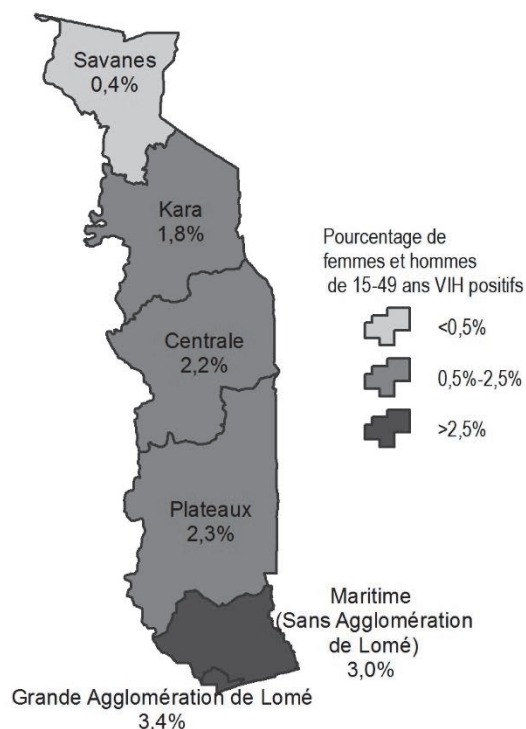 Savanes
0,4%
Kara
1,8%
Centrale
2,2%
Plateaux
2,3%
Maritime
(Sans Agglomération
de Lomé)
3,0%
Grande Agglomération de Lomé
3,4%
Pourcentage de
femmes et hommes
de 15-49 ans VIH positifs
<0,5%
0,5%-2,5%
>2,5%